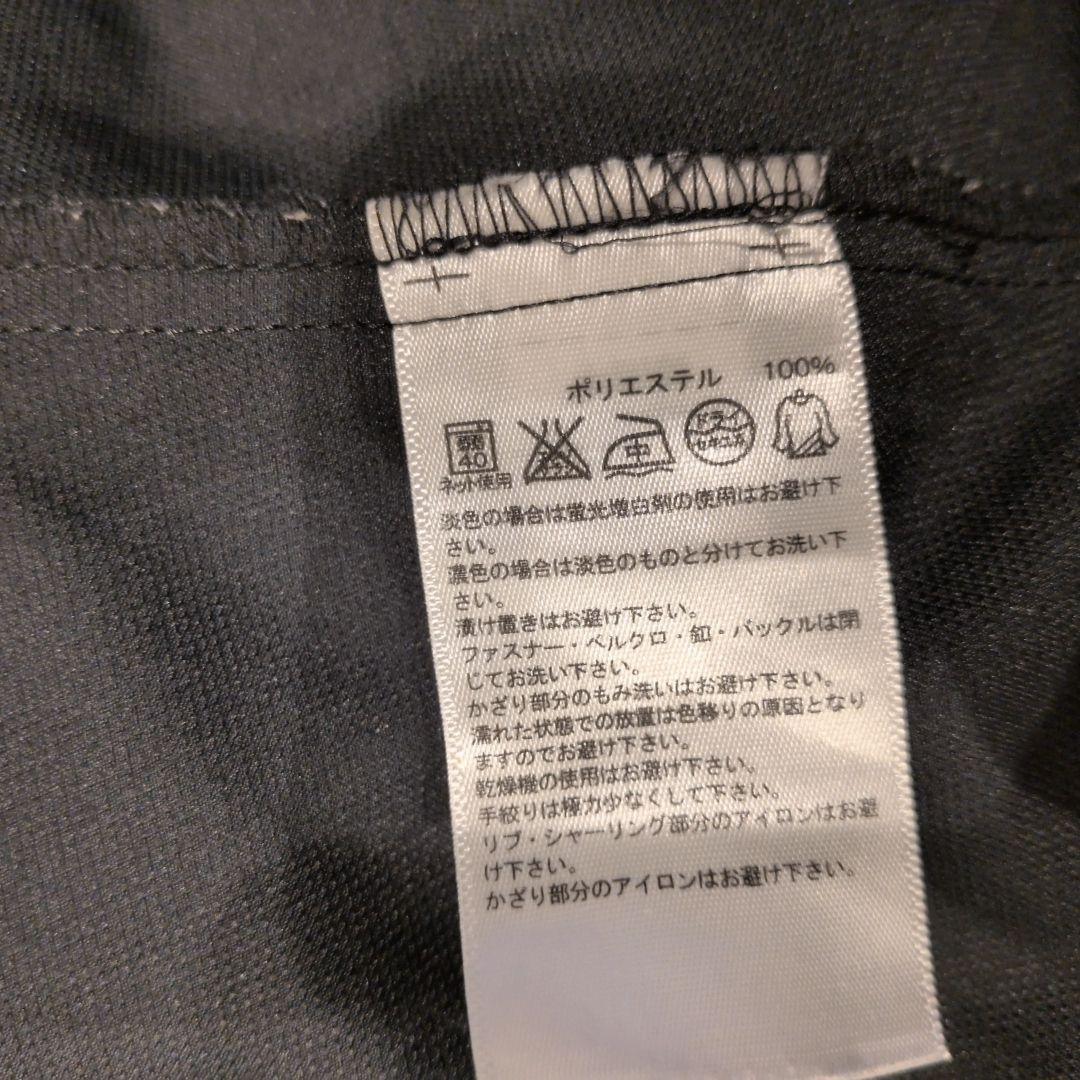 ポリエステル 100%
弱 40 中 ドライ セキユ系
ネット使用
淡色の場合は蛍光増白剤の使用はお避け下
さい。
濃色の場合は淡色のものと分けてお洗い下
さい。
漬け置きはお避け下さい。
ファスナー・ベルクロ・釦・バックルは閉
じてお洗い下さい。
かざり部分のもみ洗いはお避け下さい。
濡れた状態での放置は色移りの原因となり
ますのでお避け下さい。
乾燥機の使用はお避け下さい。
手絞りは極力少なくして下さい。
リブ・シャーリング部分のアイロンはお避
け下さい。
かざり部分のアイロンはお避け下さい。